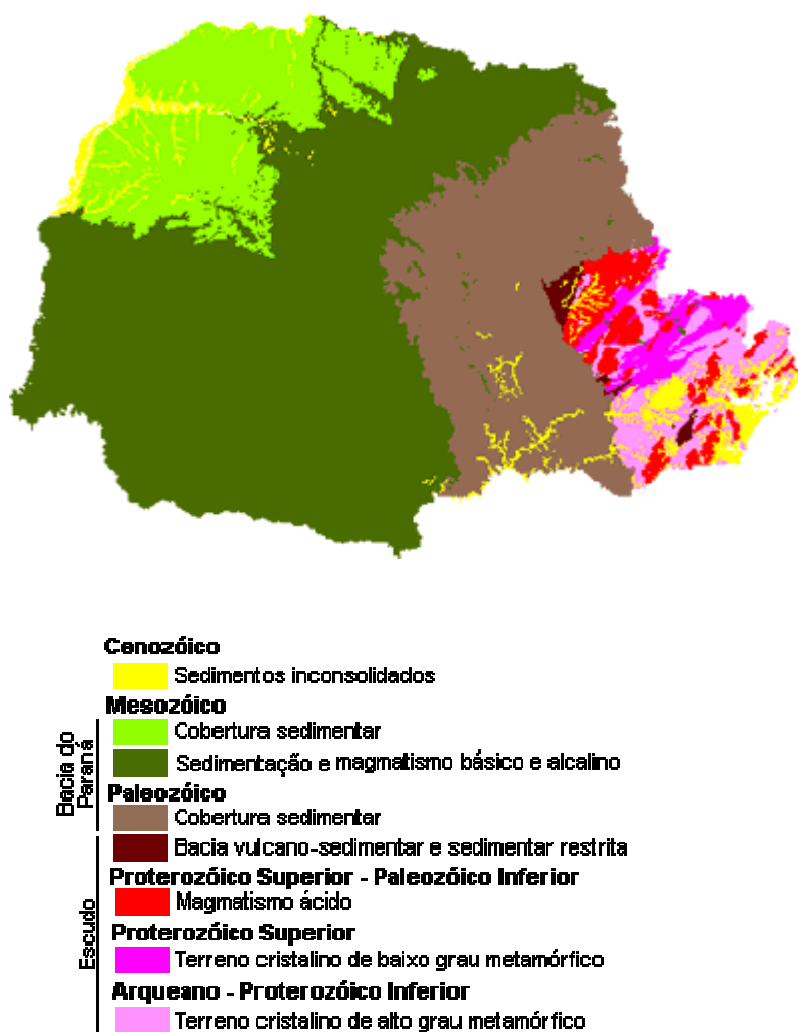 Cenozóico
Sedimentos inconsolidados
Mesozóico
Bacia do
Paraná
Cobertura sedimentar
Sedimentação e magmatismo básico e alcalino
Paleozóico
Cobertura sedimentar
Escudo
Bacia vulcano-sedimentar e sedimentar restrita
Proterozóico Superior - Paleozóico Inferior
Magmatismo ácido
Proterozóico Superior
Terreno cristalino de baixo grau metamórfico
Arqueano - Proterozóico Inferior
Terreno cristalino de alto grau metamórfico